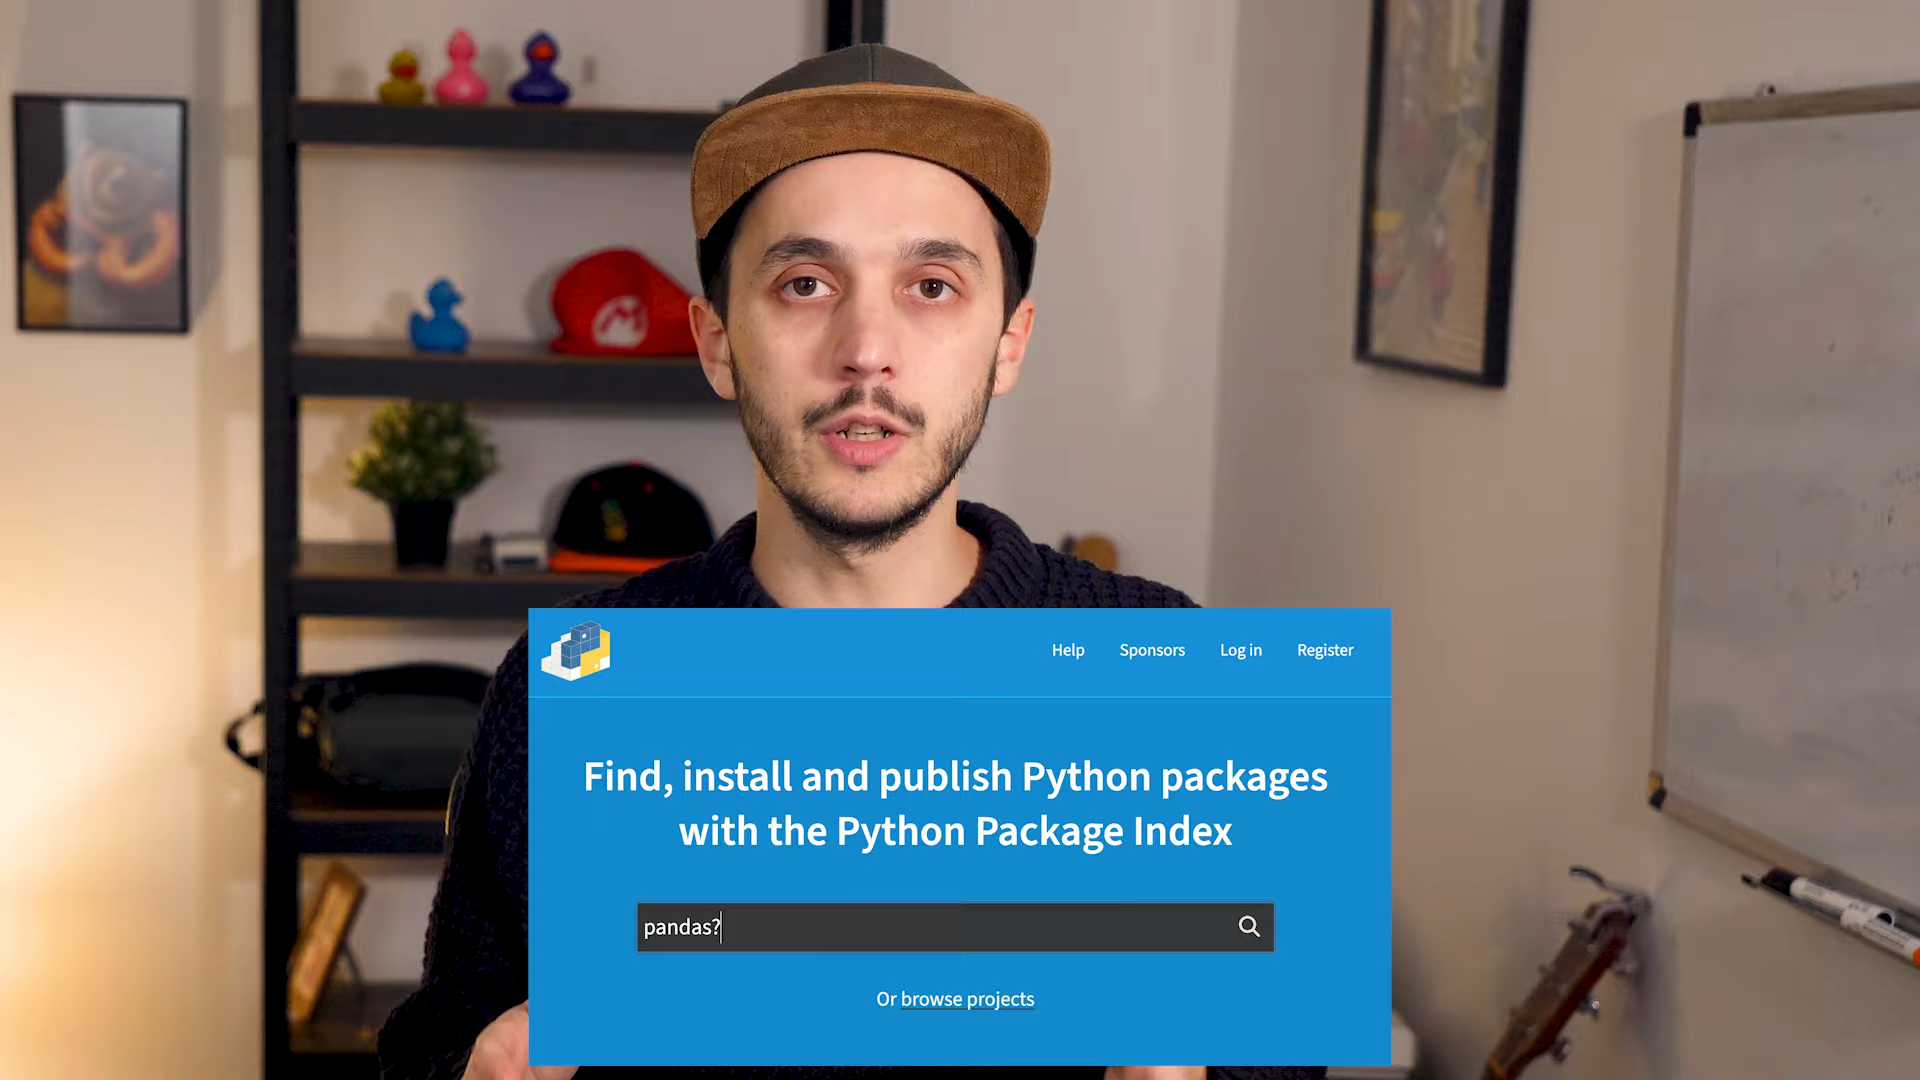 Help Sponsors Log in Register
Find, install and publish Python packages
with the Python Package Index
pandas?
Or browse projects